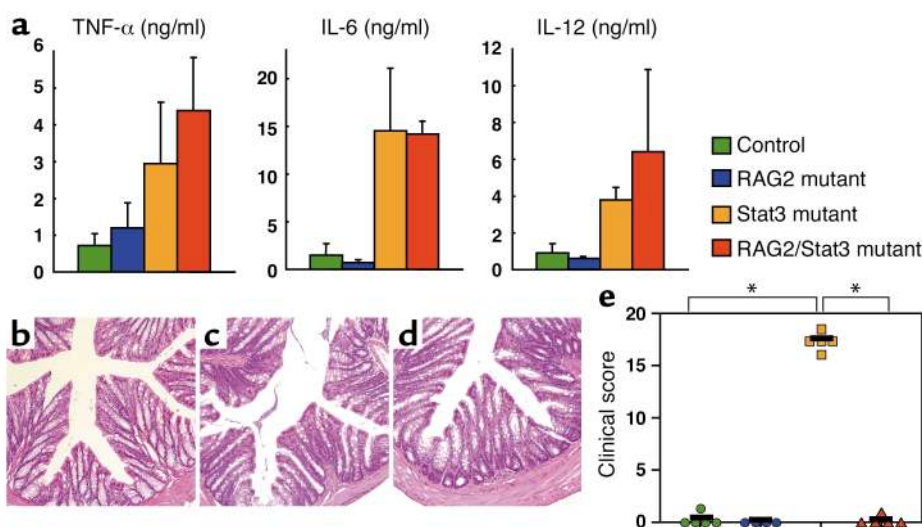 a
TNF-α (ng/ml)
6
5
4
3
2
1
0
IL-6 (ng/ml)
20
15
10
5
0
IL-12 (ng/ml)
12
10
8
6
4
2
0
Control
RAG2 mutant
Stat3 mutant
RAG2/Stat3 mutant
b
c
d
e
* *
Clinical score
20
15
10
5
0